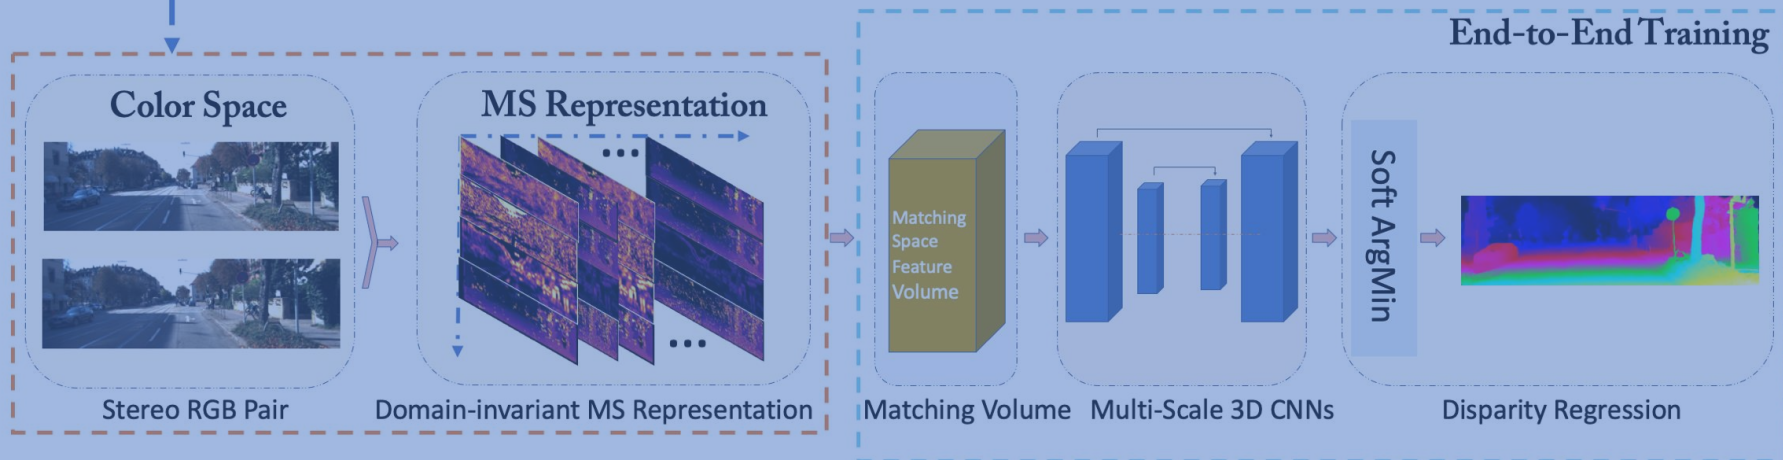 End-to-End Training
Color Space
MS Representation
Matching
Space
Feature
Volume
Soft ArgMin
Stereo RGB Pair
Domain-invariant MS Representation
Matching Volume
Multi-Scale 3D CNNs
Disparity Regression